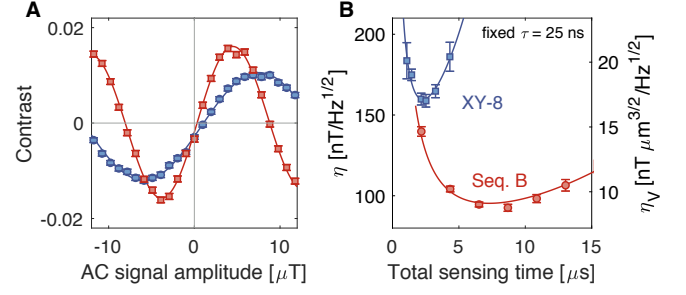 A
0.02
0
-0.02
Contrast
-10
0
10
AC signal amplitude [μT]
B
fixed τ = 25 ns
200
150
100
η [nT/Hz^1/2]
XY-8
Seq. B
20
15
10
η_V [nT μm^3/2/Hz^1/2]
0
5
10
15
Total sensing time [μs]